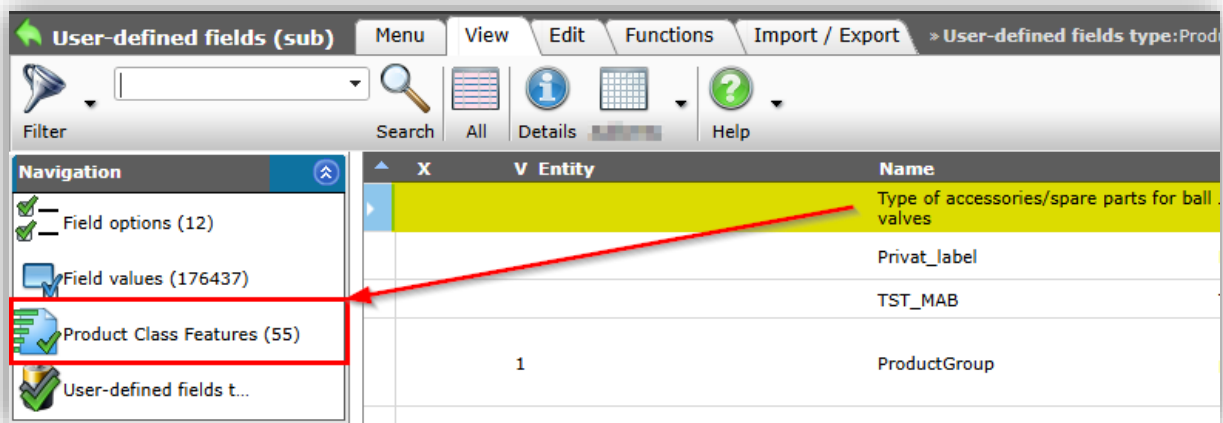 User-defined fields (sub) Menu View Edit Functions Import / Export » User-defined fields type:Prod
Filter Search All Details Help
Navigation X V Entity Name
Field options (12)
Field values (176437)
Product Class Features (55)
User-defined fields t...
Type of accessories/spare parts for ball
valves
Privat_label
TST_MAB
1 ProductGroup